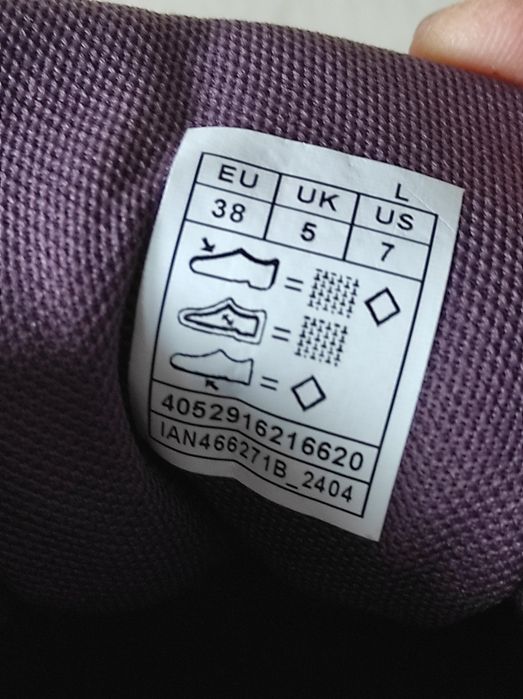 L
EU UK US
38 5 7
=
=
=
4052916216620
IAN466271B_2404